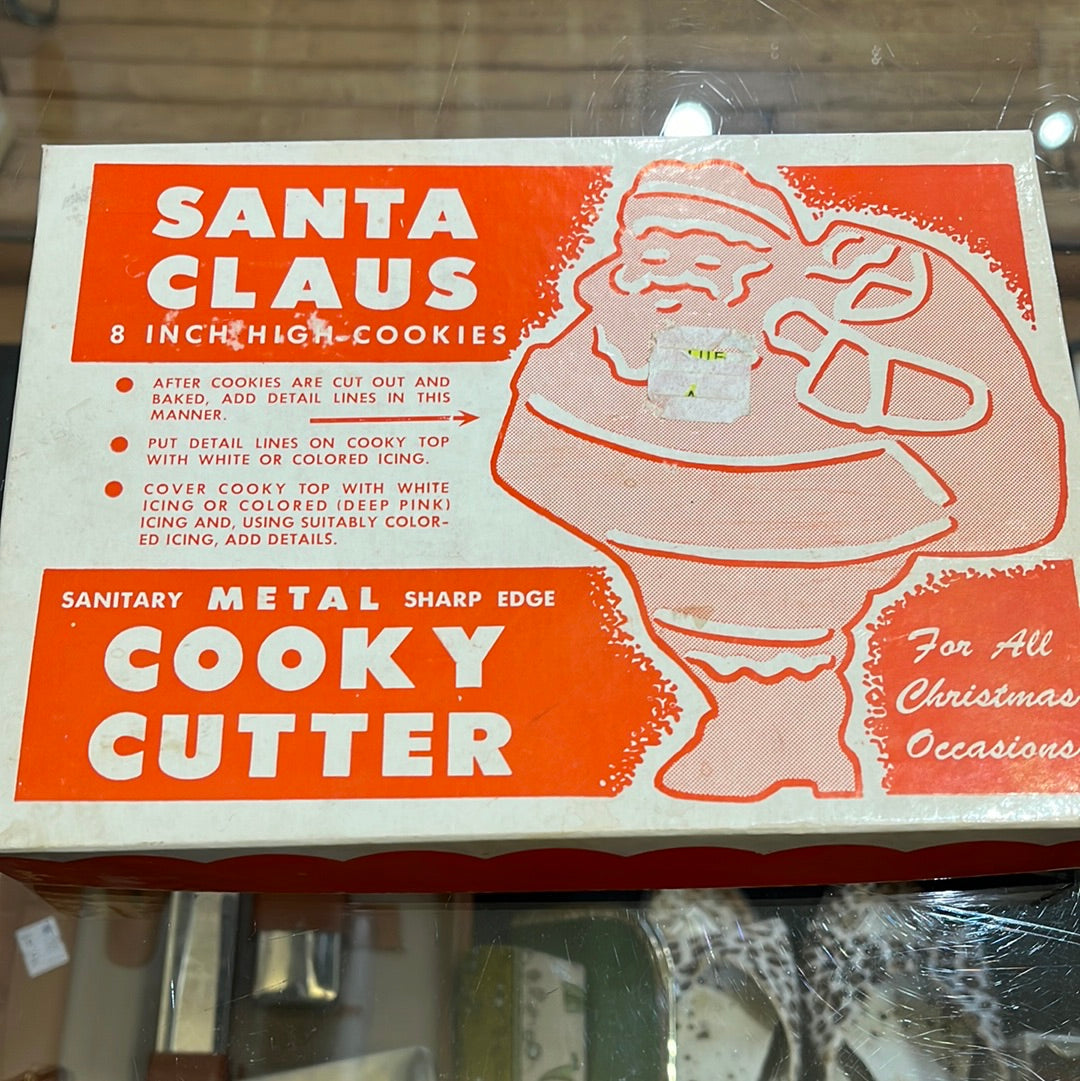 SANTA
CLAUS
8 INCH HIGH COOKIES
AFTER COOKIES ARE CUT OUT AND
BAKED, ADD DETAIL LINES IN THIS
MANNER.
PUT DETAIL LINES ON COOKY TOP
WITH WHITE OR COLORED ICING.
COVER COOKY TOP WITH WHITE
ICING OR COLORED (DEEP PINK)
ICING AND, USING SUITABLY COLOR-
ED ICING, ADD DETAILS.
SANITARY METAL SHARP EDGE
COOKY
CUTTER
For All
Christmas
Occasions